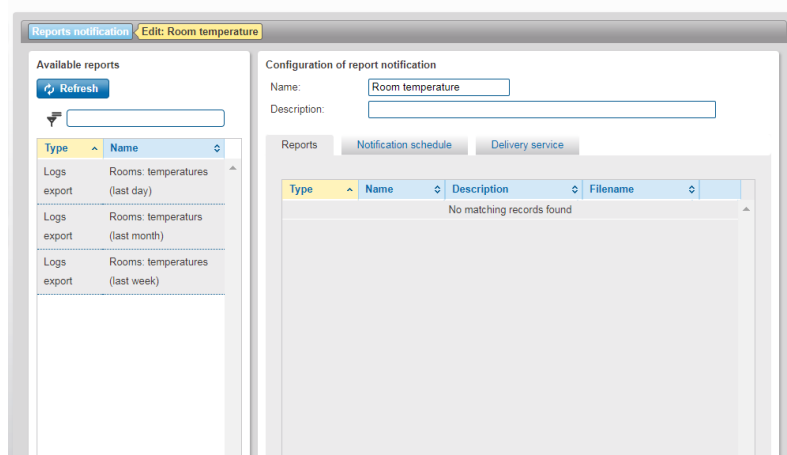 Reports notification Edit: Room temperature
Available reports
Refresh
Type Name
Logs export Rooms: temperatures (last day)
Logs export Rooms: temperaturs (last month)
Logs export Rooms: temperatures (last week)
Configuration of report notification
Name: Room temperature
Description:
Reports Notification schedule Delivery service
Type Name Description Filename
No matching records found